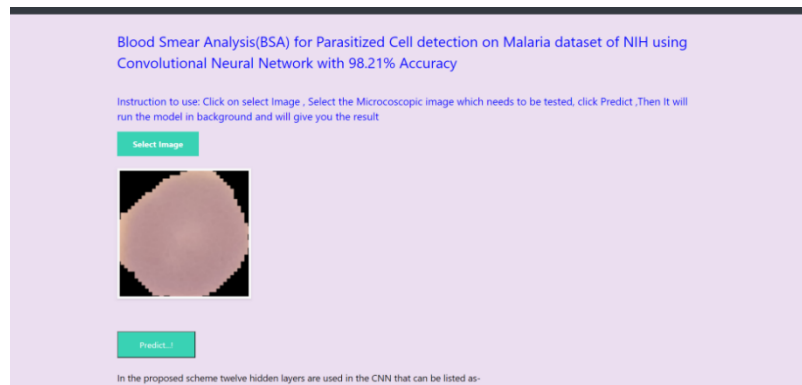 Blood Smear Analysis(BSA) for Parasitized Cell detection on Malaria dataset of NIH using
Convolutional Neural Network with 98.21% Accuracy
Instruction to use: Click on select Image , Select the Micorcoscopic image which needs to be tested, click Predict ,Then It will
run the model in background and will give you the result
Select Image
Predict..!
In the proposed scheme twelve hidden layers are used in the CNN that can be listed as-